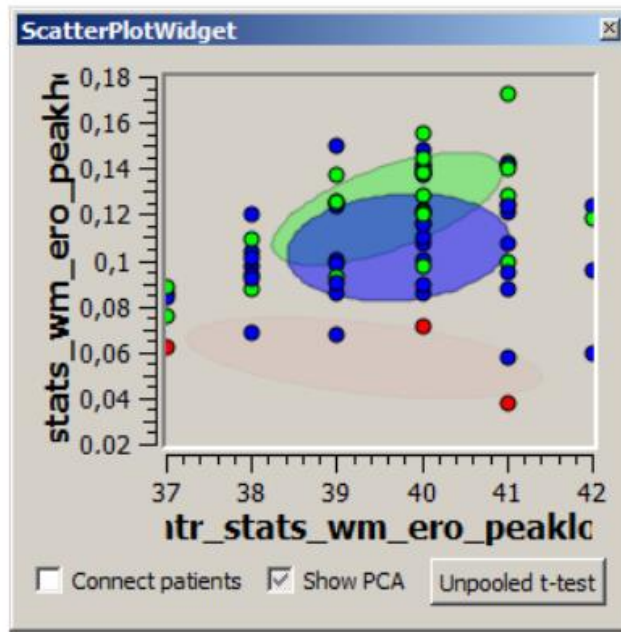 ScatterPlotWidget
stats_wm_ero_peakh
0,18
0,16
0,14
0,12
0,1
0,08
0,06
0,04
0.02
37 38 39 40 41 42
ntr_stats_wm_ero_peaklo
Connect patients Show PCA Unpooled t-test